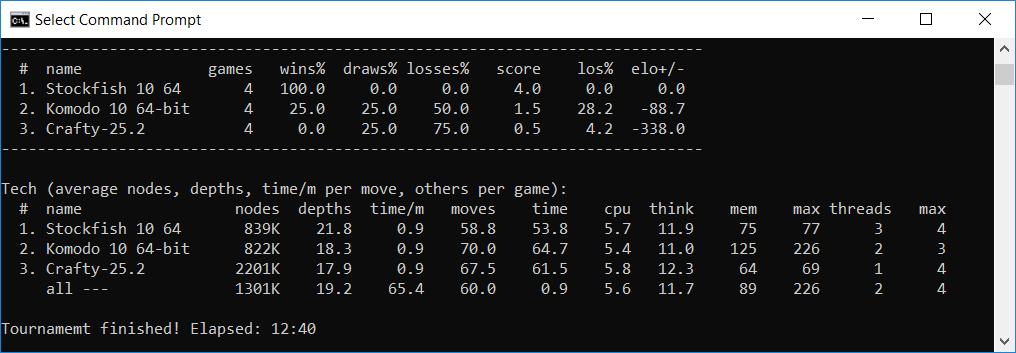 Select Command Prompt
-------------------------------------------------------------------------------
  #  name              games   wins%  draws% losses%   score    los%  elo+/-
  1. Stockfish 10 64       4   100.0     0.0     0.0     4.0     0.0     0.0
  2. Komodo 10 64-bit      4    25.0    25.0    50.0     1.5    28.2   -88.7
  3. Crafty-25.2           4     0.0    25.0    75.0     0.5     4.2  -338.0
-------------------------------------------------------------------------------
Tech (average nodes, depths, time/m per move, others per game):
  #  name                 nodes  depths  time/m   moves    time     cpu  think     mem    max threads   max
  1. Stockfish 10 64       839K    21.8     0.9    58.8    53.8     5.7   11.9      75     77       3     4
  2. Komodo 10 64-bit      822K    18.3     0.9    70.0    64.7     5.4   11.0     125    226       2     3
  3. Crafty-25.2          2201K    17.9     0.9    67.5    61.5     5.8   12.3      64     69       1     4
     all ---              1301K    19.2    65.4    60.0     0.9     5.6   11.7      89    226       2     4
Tournamemt finished! Elapsed: 12:40